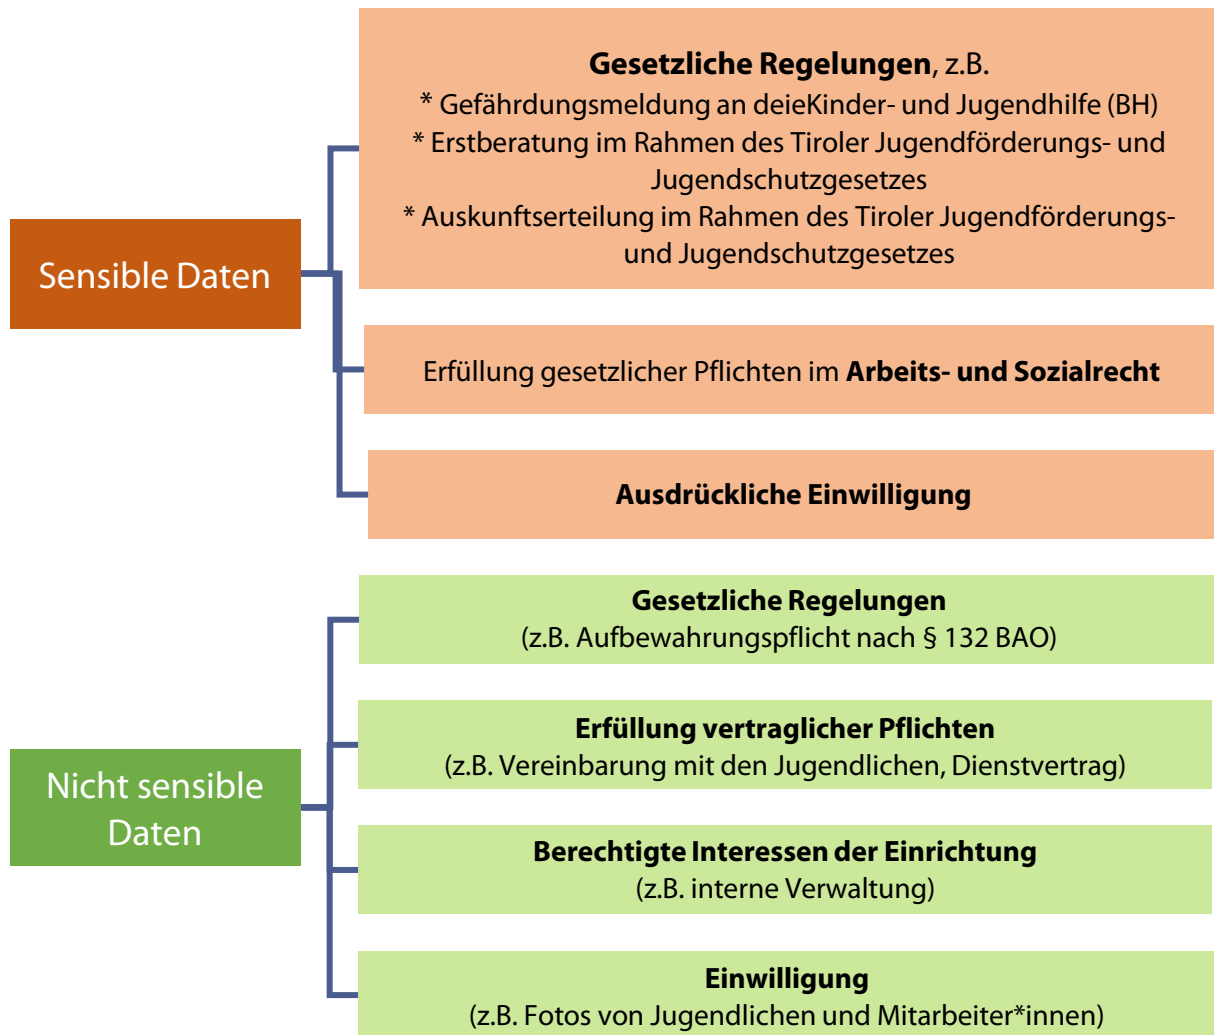 Sensible Daten
Gesetzliche Regelungen, z.B.
* Gefährdungsmeldung an deieKinder- und Jugendhilfe (BH)
* Erstberatung im Rahmen des Tiroler Jugendförderungs- und
Jugendschutzgesetzes
* Auskunftserteilung im Rahmen des Tiroler Jugendförderungs-
und Jugendschutzgesetzes
Erfüllung gesetzlicher Pflichten im Arbeits- und Sozialrecht
Ausdrückliche Einwilligung
Nicht sensible
Daten
Gesetzliche Regelungen
(z.B. Aufbewahrungspflicht nach § 132 BAO)
Erfüllung vertraglicher Pflichten
(z.B. Vereinbarung mit den Jugendlichen, Dienstvertrag)
Berechtigte Interessen der Einrichtung
(z.B. interne Verwaltung)
Einwilligung
(z.B. Fotos von Jugendlichen und Mitarbeiter*innen)